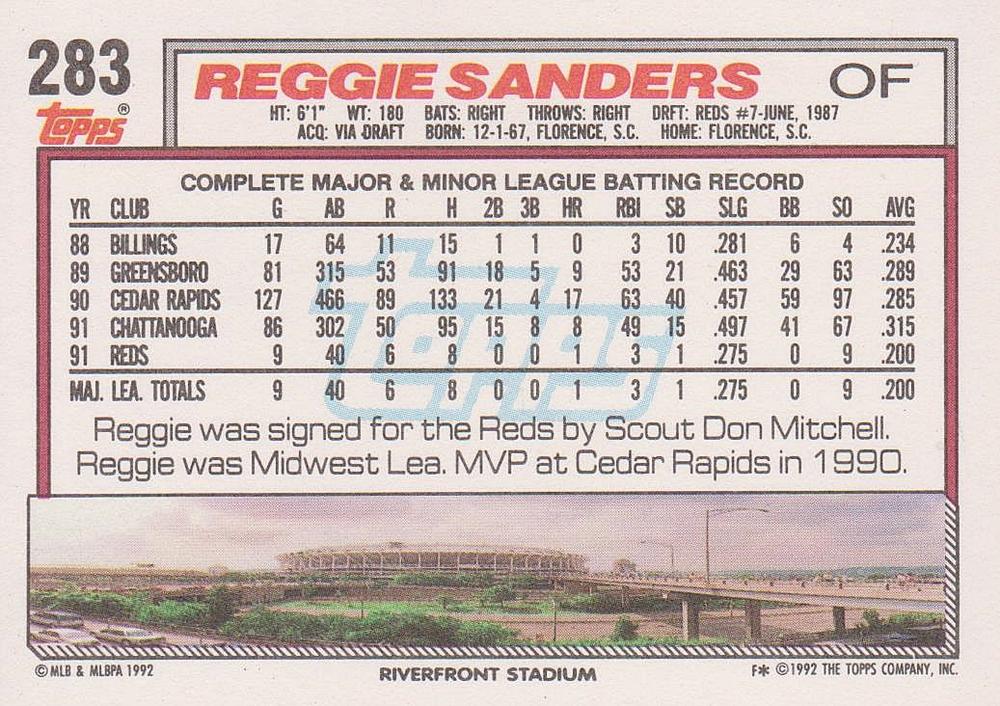 283
REGGIE SANDERS OF
Topps®
HT: 6'1" WT: 180 BATS: RIGHT THROWS: RIGHT DRFT: REDS #7-JUNE, 1987
ACQ: VIA DRAFT BORN: 12-1-67, FLORENCE, S.C. HOME: FLORENCE, S.C.
COMPLETE MAJOR & MINOR LEAGUE BATTING RECORD
YR CLUB G AB R H 2B 3B HR RBI SB SLG BB SO AVG
88 BILLINGS 17 64 11 15 1 1 0 3 10 .281 6 4 .234
89 GREENSBORO 81 315 53 91 18 5 9 53 21 .463 29 63 .289
90 CEDAR RAPIDS 127 466 89 133 21 4 17 63 40 .457 59 97 .285
91 CHATTANOOGA 86 302 50 95 15 8 8 49 15 .497 41 67 .315
91 REDS 9 40 6 8 0 0 1 3 1 .275 0 9 .200
MAJ. LEA. TOTALS 9 40 6 8 0 0 1 3 1 .275 0 9 .200
Topps
Reggie was signed for the Reds by Scout Don Mitchell.
Reggie was Midwest Lea. MVP at Cedar Rapids in 1990.
© MLB & MLBPA 1992
RIVERFRONT STADIUM
F* © 1992 THE TOPPS COMPANY, INC.